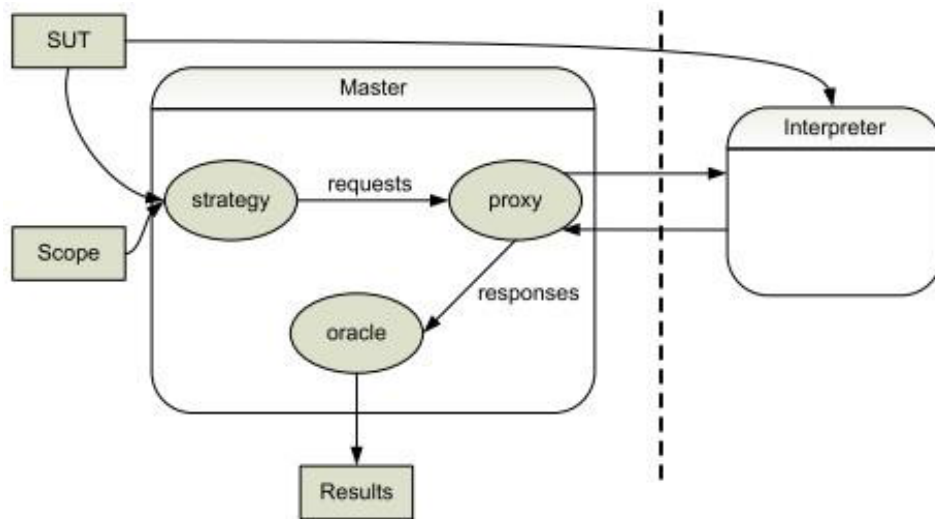 SUT
Master
Interpreter
requests
strategy
proxy
Scope
responses
oracle
Results